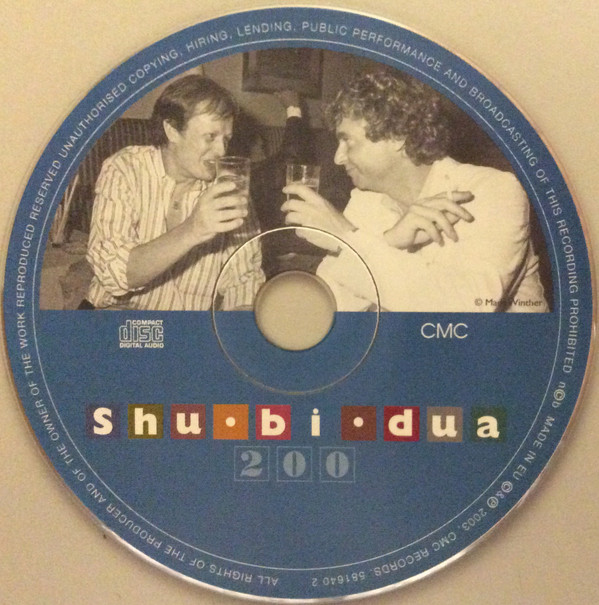 UNAUTHORISED COPYING, HIRING, LENDING, PUBLIC PERFORMANCE AND BROADCASTING OF THIS RECORDING PROHIBITED n©b MADE IN EU ©&℗ 2003, CMC RECORDS. 581640 2
ALL RIGHTS OF THE PRODUCER AND OF THE OWNER OF THE WORK REPRODUCED RESERVED
© Marie Winther
COMPACT
disc
DIGITAL AUDIO
CMC
Shu·bi·dua
200